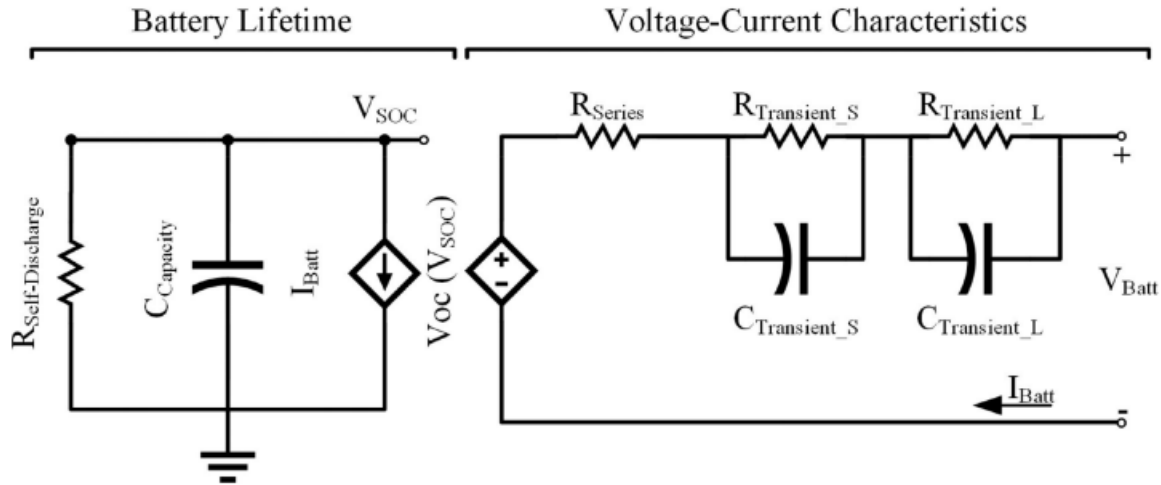 Battery Lifetime
Voltage-Current Characteristics
V_SOC
R_Series
R_Transient_S
R_Transient_L
+
R_Self-Discharge
C_Capacity
I_Batt
Voc (V_SOC)
+
-
V_Batt
C_Transient_S
C_Transient_L
I_Batt
-